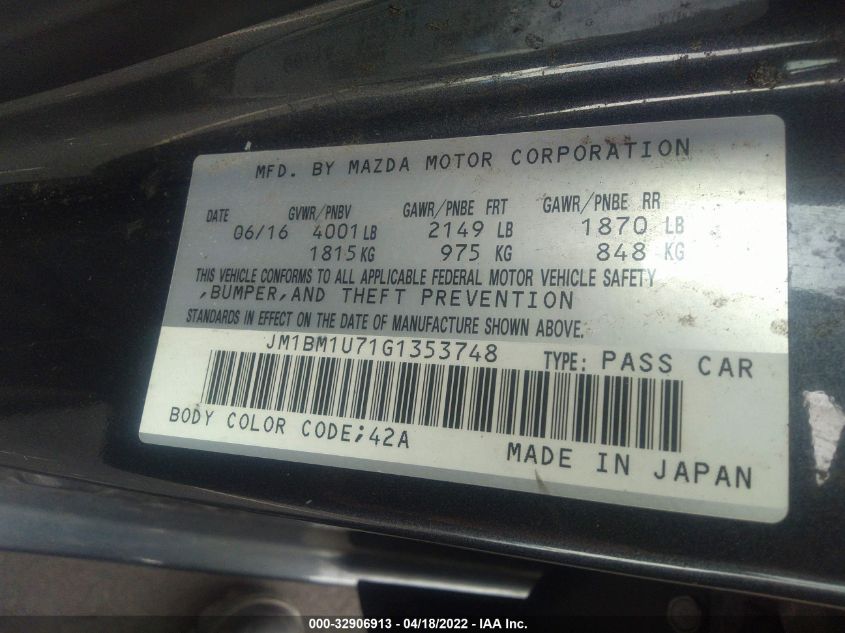 MFD. BY MAZDA MOTOR CORPORATION
DATE GVWR/PNBV GAWR/PNBE FRT GAWR/PNBE RR
06/16 4001 LB 2149 LB 1870 LB
1815 KG 975 KG 848 KG
THIS VEHICLE CONFORMS TO ALL APPLICABLE FEDERAL MOTOR VEHICLE SAFETY
,BUMPER,AND THEFT PREVENTION
STANDARDS IN EFFECT ON THE DATE OF MANUFACTURE SHOWN ABOVE.
JM1BM1U71G1353748 TYPE: PASS CAR
BODY COLOR CODE;42A MADE IN JAPAN
000-32906913 - 04/18/2022 - IAA Inc.